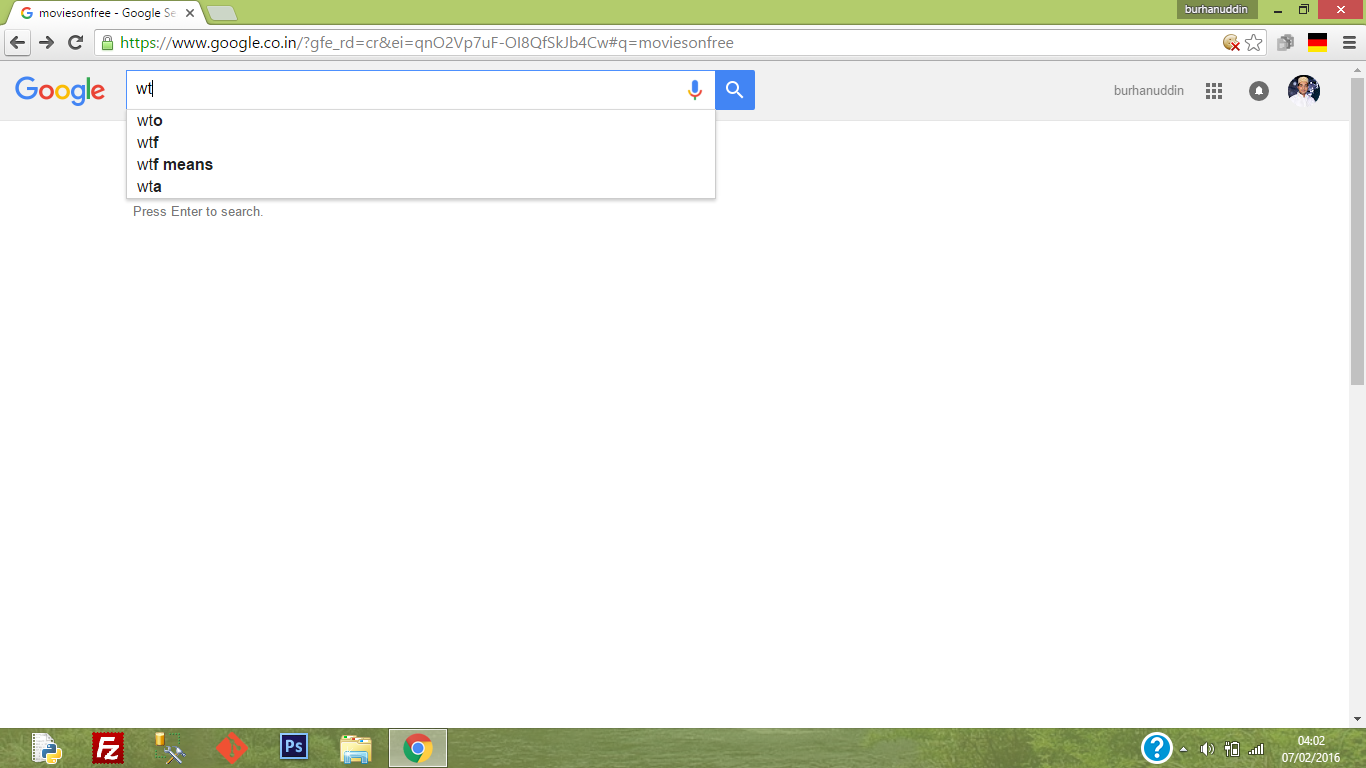 moviesonfree - Google Se
burhanuddin
https://www.google.co.in/?gfe_rd=cr&ei=qnO2Vp7uF-OI8QfSkJb4Cw#q=moviesonfree
Google
wt
burhanuddin
wto
wtf
wtf means
wta
Press Enter to search.
Fz
Ps
?
04:02
07/02/2016